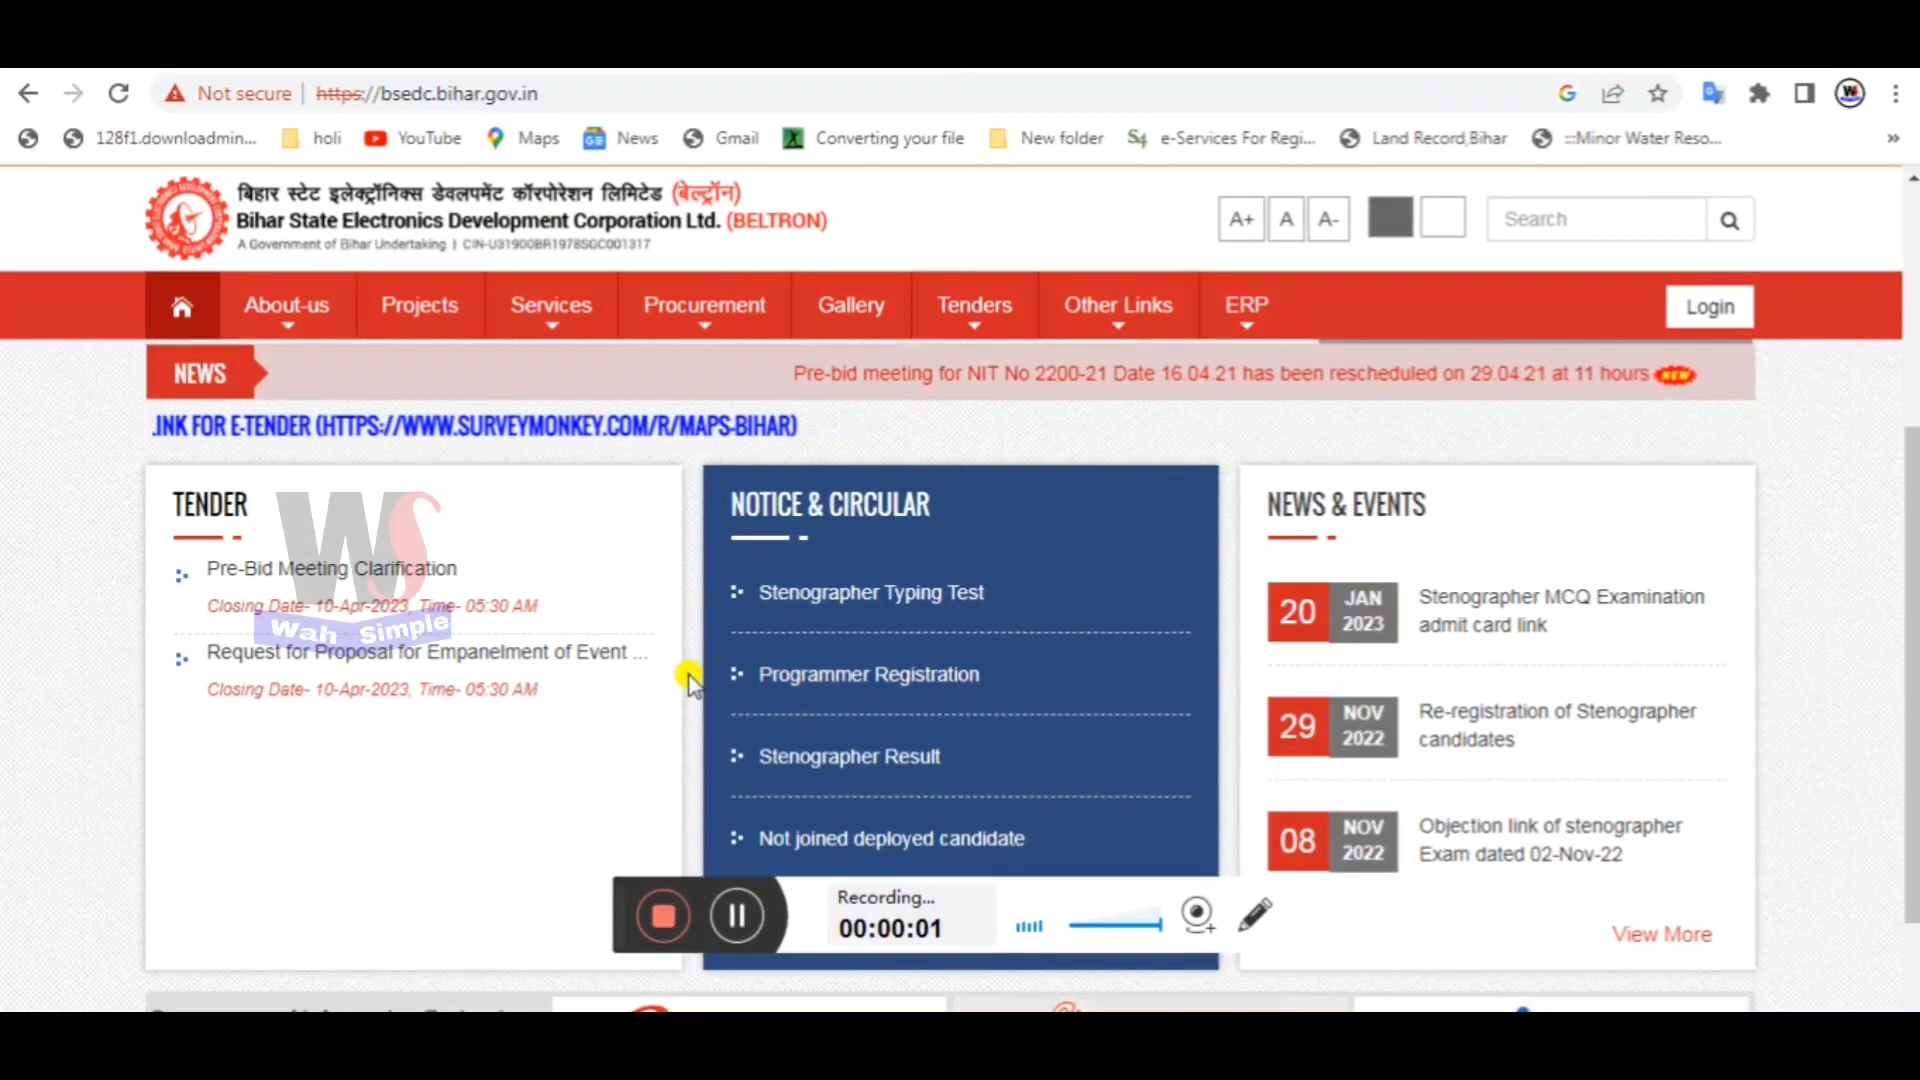 Not secure | https://bsedc.bihar.gov.in
128f1.downloadadmin...
holi
YouTube
Maps
News
Gmail
Converting your file
New folder
e-Services For Regi...
Land Record,Bihar
:::Minor Water Reso...
»
बिहार स्टेट इलेक्ट्रॉनिक्स डेवलपमेंट कॉरपोरेशन लिमिटेड (बेल्ट्रॉन)
Bihar State Electronics Development Corporation Ltd. (BELTRON)
A Government of Bihar Undertaking | CIN-U31900BR1978SGC001317
A+ A A-
Search
About-us
Projects
Services
Procurement
Gallery
Tenders
Other Links
ERP
Login
NEWS
Pre-bid meeting for NIT No 2200-21 Date 16.04.21 has been rescheduled on 29.04.21 at 11 hours NEW
.INK FOR E-TENDER (HTTPS://WWW.SURVEYMONKEY.COM/R/MAPS-BIHAR)
TENDER
Pre-Bid Meeting Clarification
Closing Date- 10-Apr-2023, Time- 05:30 AM
WS
Wah Simple
Request for Proposal for Empanelment of Event ...
Closing Date- 10-Apr-2023, Time- 05:30 AM
NOTICE & CIRCULAR
Stenographer Typing Test
Programmer Registration
Stenographer Result
Not joined deployed candidate
NEWS & EVENTS
20 JAN 2023
Stenographer MCQ Examination
admit card link
29 NOV 2022
Re-registration of Stenographer
candidates
08 NOV 2022
Objection link of stenographer
Exam dated 02-Nov-22
View More
Recording...
00:00:01